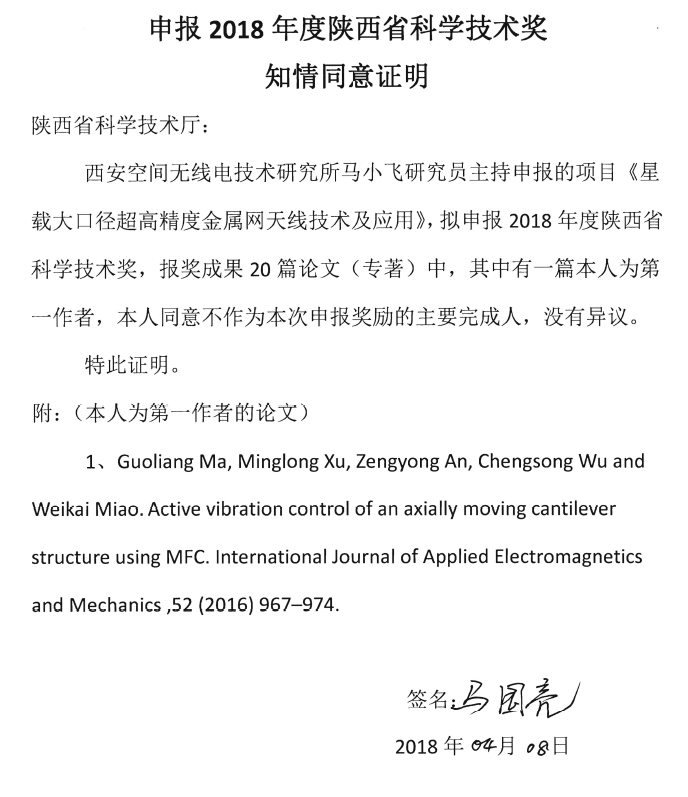 申报 2018 年度陕西省科学技术奖
知情同意证明
陕西省科学技术厅：
西安空间无线电技术研究所马小飞研究员主持申报的项目《星
载大口径超高精度金属网天线技术及应用》，拟申报 2018 年度陕西省
科学技术奖，报奖成果 20 篇论文（专著）中，其中有一篇本人为第
一作者，本人同意不作为本次申报奖励的主要完成人，没有异议。
特此证明。
附：（本人为第一作者的论文）
1、Guoliang Ma, Minglong Xu, Zengyong An, Chengsong Wu and
Weikai Miao. Active vibration control of an axially moving cantilever
structure using MFC. International Journal of Applied Electromagnetics
and Mechanics ,52 (2016) 967–974.
签名：马国亮
2018 年 04月 08日